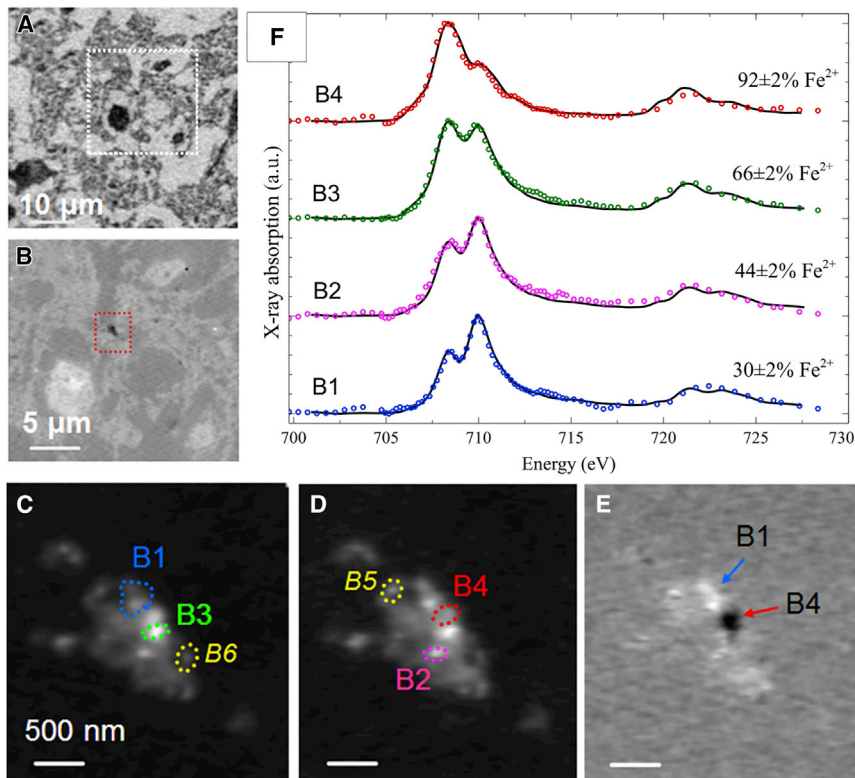 A
10 μm
B
5 μm
F
B4
92±2% Fe²⁺
B3
66±2% Fe²⁺
B2
44±2% Fe²⁺
B1
30±2% Fe²⁺
X-ray absorption (a.u.)
700 705 710 715 720 725 730
Energy (eV)
C
B1
B3
B6
500 nm
D
B5
B4
B2
E
B1
B4